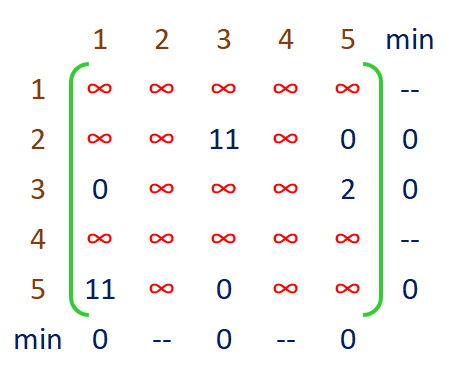 1 2 3 4 5 min
1 ∞ ∞ ∞ ∞ ∞ --
2 ∞ ∞ 11 ∞ 0 0
3 0 ∞ ∞ ∞ 2 0
4 ∞ ∞ ∞ ∞ ∞ --
5 11 ∞ 0 ∞ ∞ 0
min 0 -- 0 -- 0